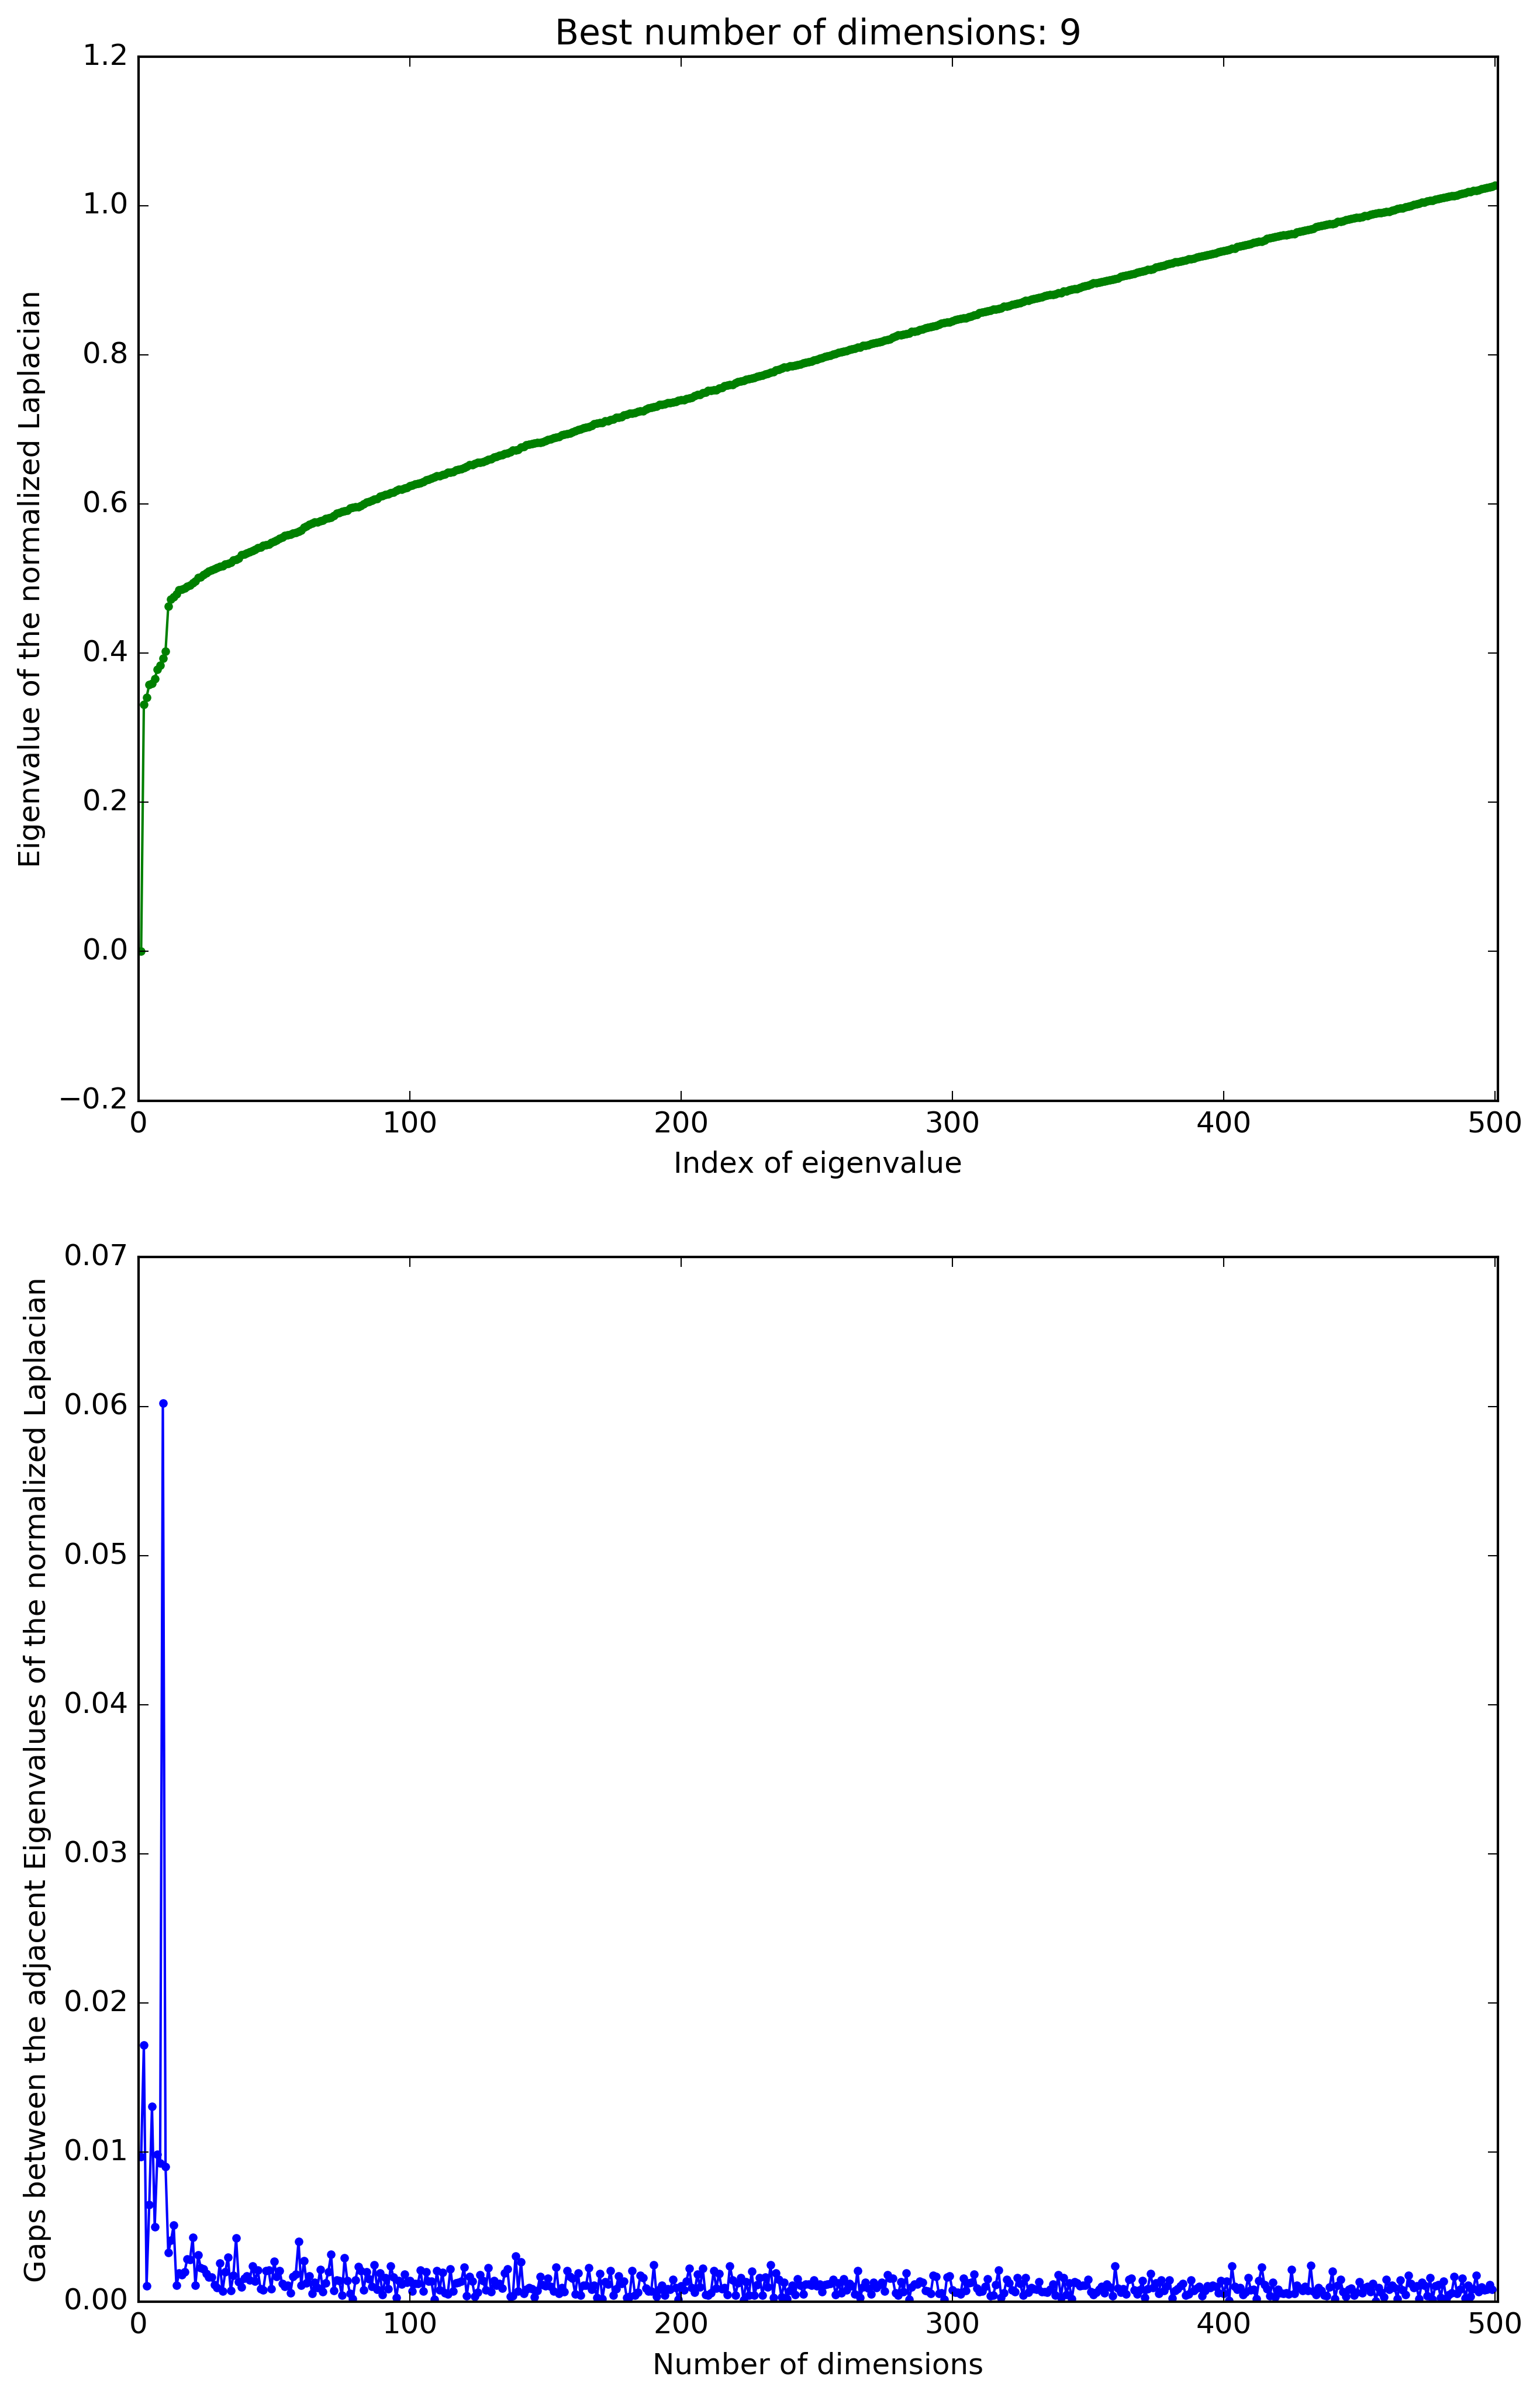 Best number of dimensions: 9
1.2
1.0
0.8
0.6
0.4
0.2
0.0
−0.2
Eigenvalue of the normalized Laplacian
0 100 200 300 400 500
Index of eigenvalue
0.07
0.06
0.05
0.04
0.03
0.02
0.01
0.00
Gaps between the adjacent Eigenvalues of the normalized Laplacian
0 100 200 300 400 500
Number of dimensions